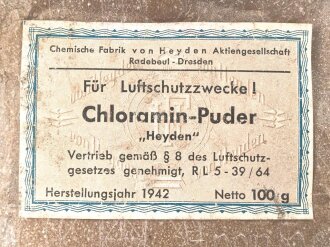 Chemische Fabrik von Heyden Aktiengesellschaft
Radebeul - Dresden
Für Luftschutzzwecke!
Chloramin-Puder
„Heyden"
Vertrieb gemäß § 8 des Luftschutz-
gesetzes genehmigt, R L 5 - 39 / 64
Herstellungsjahr 1942 Netto 100 g